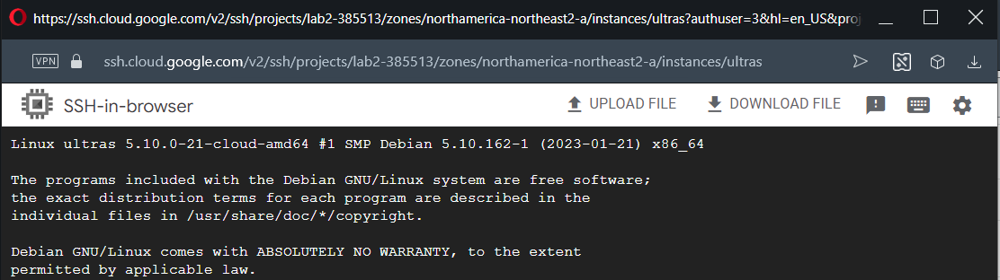 https://ssh.cloud.google.com/v2/ssh/projects/lab2-385513/zones/northamerica-northeast2-a/instances/ultras?authuser=3&hl=en_US&proj
VPN ssh.cloud.google.com/v2/ssh/projects/lab2-385513/zones/northamerica-northeast2-a/instances/ultras
SSH-in-browser UPLOAD FILE DOWNLOAD FILE
Linux ultras 5.10.0-21-cloud-amd64 #1 SMP Debian 5.10.162-1 (2023-01-21) x86_64
The programs included with the Debian GNU/Linux system are free software;
the exact distribution terms for each program are described in the
individual files in /usr/share/doc/*/copyright.
Debian GNU/Linux comes with ABSOLUTELY NO WARRANTY, to the extent
permitted by applicable law.